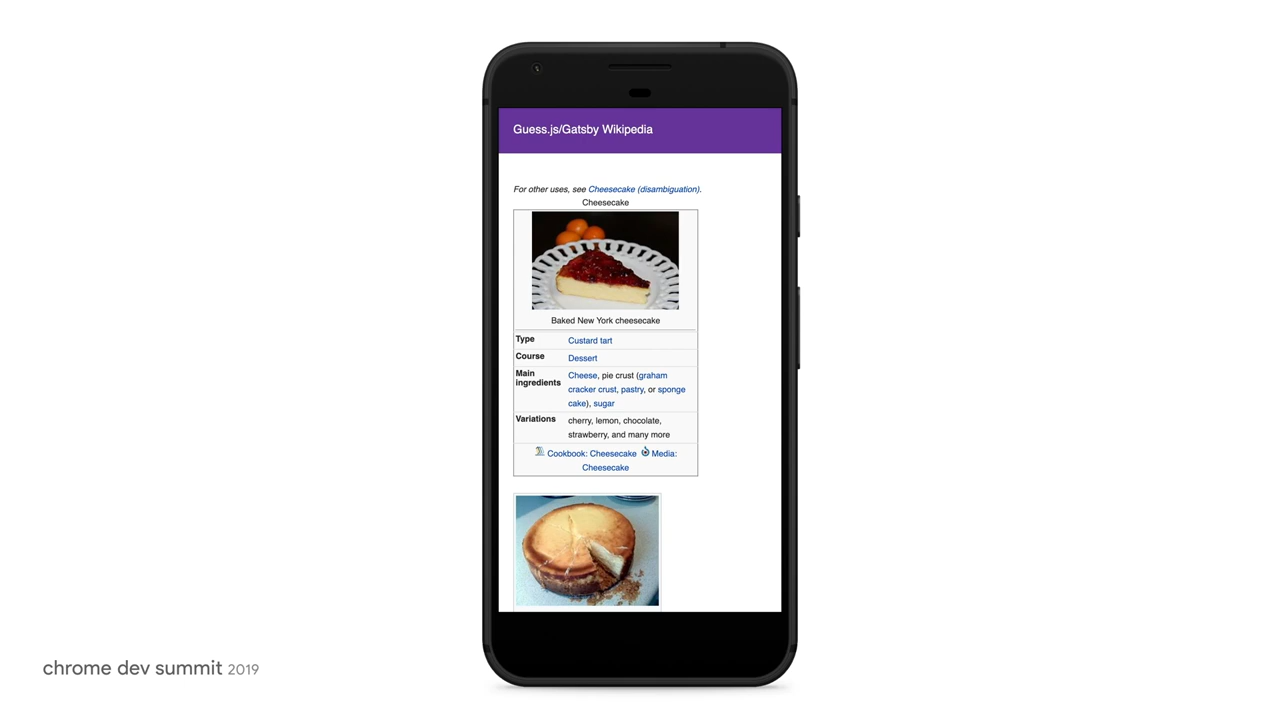 Guess.js/Gatsby Wikipedia
For other uses, see Cheesecake (disambiguation).
Cheesecake
Baked New York cheesecake
Type Custard tart
Course Dessert
Main ingredients Cheese, pie crust (graham
cracker crust, pastry, or sponge
cake), sugar
Variations cherry, lemon, chocolate,
strawberry, and many more
Cookbook: Cheesecake Media:
Cheesecake
chrome dev summit 2019